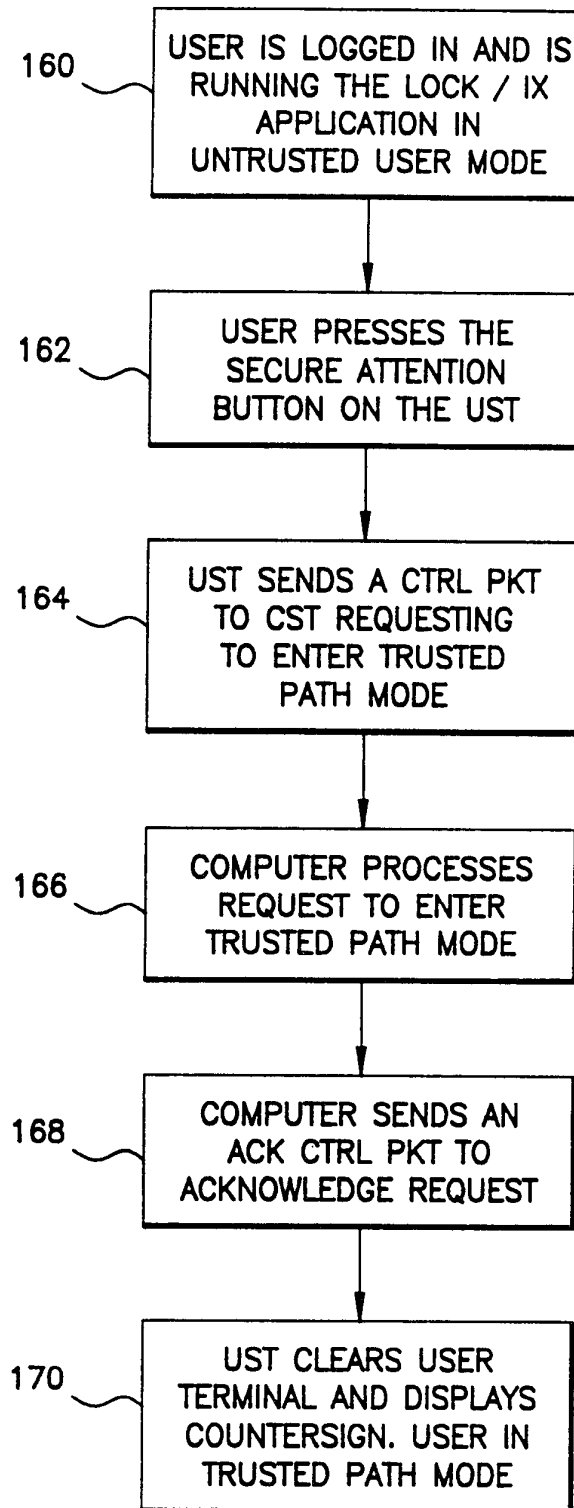 160
USER IS LOGGED IN AND IS
RUNNING THE LOCK / IX
APPLICATION IN
UNTRUSTED USER MODE
162
USER PRESSES THE
SECURE ATTENTION
BUTTON ON THE UST
164
UST SENDS A CTRL PKT
TO CST REQUESTING
TO ENTER TRUSTED
PATH MODE
166
COMPUTER PROCESSES
REQUEST TO ENTER
TRUSTED PATH MODE
168
COMPUTER SENDS AN
ACK CTRL PKT TO
ACKNOWLEDGE REQUEST
170
UST CLEARS USER
TERMINAL AND DISPLAYS
COUNTERSIGN. USER IN
TRUSTED PATH MODE